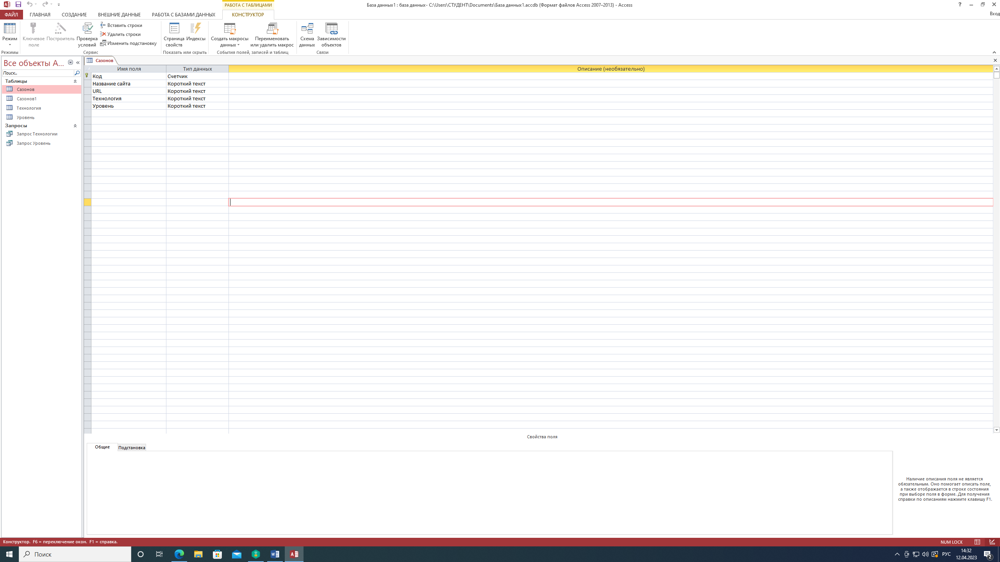 РАБОТА С ТАБЛИЦАМИ
База данных1 : база данных- C:\Users\СТУДЕНТ\Documents\База данных1.accdb (Формат файлов Access 2007–2013) - Access
ФАЙЛ ГЛАВНАЯ СОЗДАНИЕ ВНЕШНИЕ ДАННЫЕ РАБОТА С БАЗАМИ ДАННЫХ КОНСТРУКТОР Вход
Режим
Ключевое поле
Построитель
Проверка условий
Вставить строки
Удалить строки
Изменить подстановку
Страница свойств
Индексы
Создать макросы данных
Переименовать или удалить макрос
Схема данных
Зависимости объектов
Режимы Сервис Показать или скрыть События полей, записей и таблиц Связи
Все объекты A...
Поиск...
Таблицы
Сазонов
Сазонов1
Технология
Уровень
Запросы
Запрос Технологии
Запрос Уровень
Сазонов
Имя поля Тип данных Описание (необязательно)
Код Счетчик
Название сайта Короткий текст
URL Короткий текст
Технология Короткий текст
Уровень Короткий текст
Свойства поля
Общие Подстановка
Наличие описания поля не является
обязательным. Оно помогает описать поле,
а также отображается в строке состояния
при выборе поля в форме. Для получения
справки по описаниям нажмите клавишу F1.
Конструктор. F6 = переключение окон. F1 = справка.
NUM LOCK
Поиск
РУС
14:32
12.04.2023
2